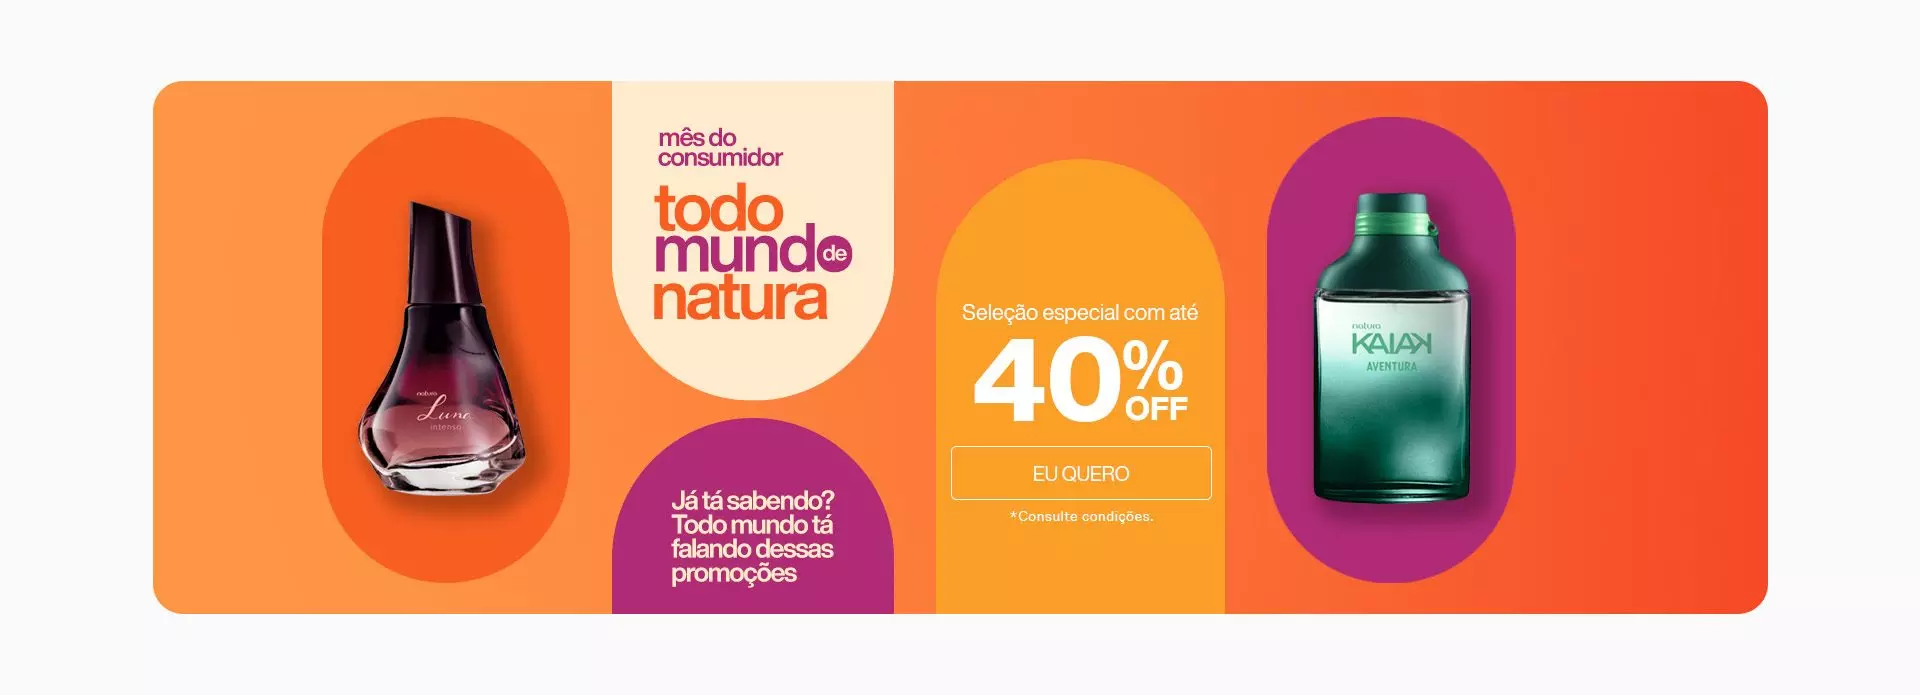 natura
Luna
intenso
mês do
consumidor
todo
mundo de
natura
Já tá sabendo?
Todo mundo tá
falando dessas
promoções
Seleção especial com até
40%
OFF
EU QUERO
*Consulte condições.
natura
KAIAK
AVENTURA